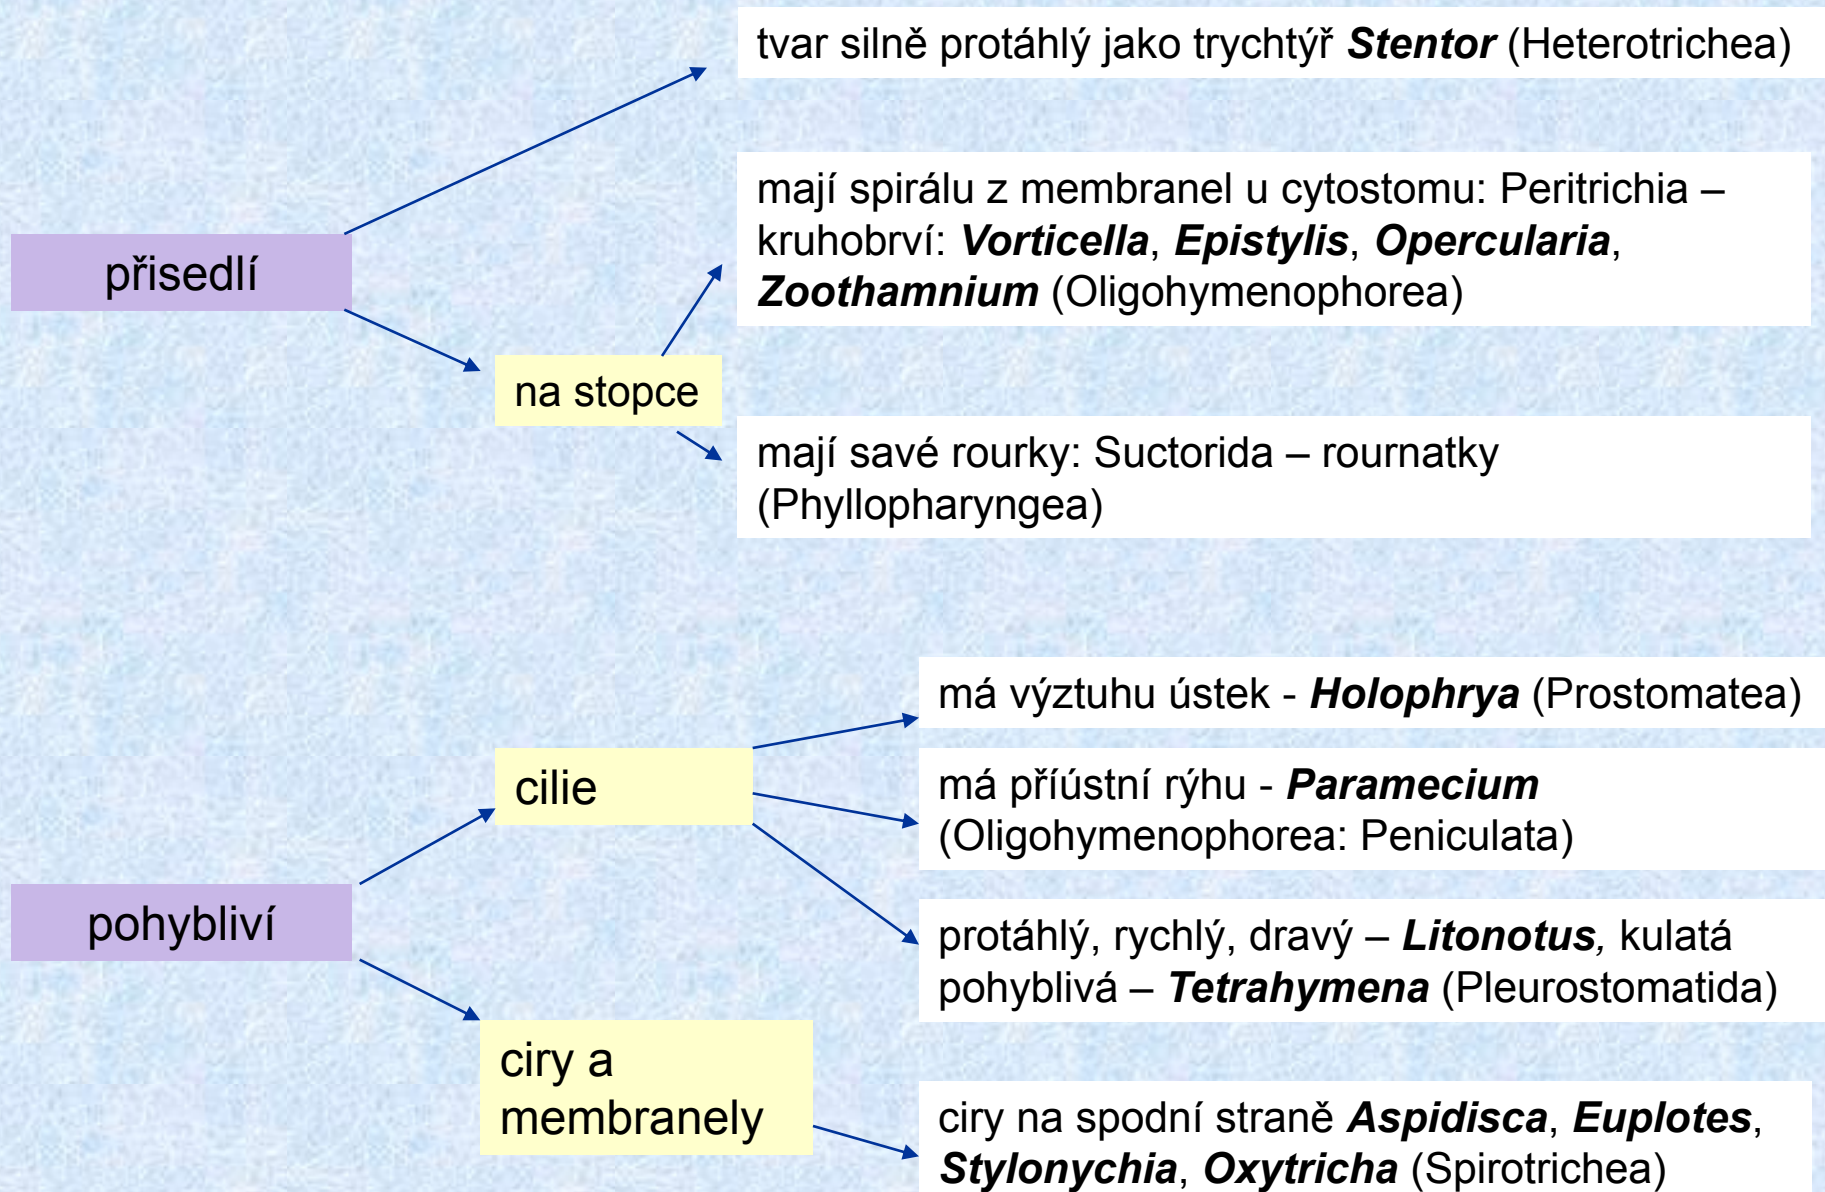 tvar silně protáhlý jako trychtýř Stentor (Heterotrichea)
mají spirálu z membranel u cytostomu: Peritrichia –
kruhobrví: Vorticella, Epistylis, Opercularia,
Zoothamnium (Oligohymenophorea)
přisedlí
na stopce
mají savé rourky: Suctorida – rournatky
(Phyllopharyngea)
má výztuhu ústek - Holophrya (Prostomatea)
cilie
má příústní rýhu - Paramecium
(Oligohymenophorea: Peniculata)
pohybliví
protáhlý, rychlý, dravý – Litonotus, kulatá
pohyblivá – Tetrahymena (Pleurostomatida)
ciry a
membranely
ciry na spodní straně Aspidisca, Euplotes,
Stylonychia, Oxytricha (Spirotrichea)